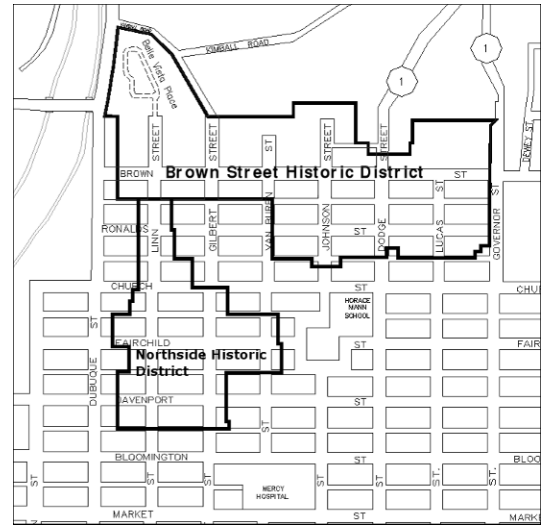 KIMBALL ROAD
1
Bella Vista Place
1
STREET
STREET
ST
STREET
STREET
DEWEY ST
BROWN
Brown Street Historic District
ST
ST
RONALDS
LINN
GILBERT
VAN BUREN
JOHNSON
ST
DODGE
LUCAS
GOVERNOR
CHURCH
ST
CHU
HORACE
MANN
SCHOOL
ST
FAIRCHILD
ST
FAIR
Northside Historic
District
DUBUQUE
DAVENPORT
ST
ST
BLOOMINGTON
ST
BLOO
ST
ST
ST
ST
ST.
ST.
MERCY
HOSPITAL
MARKET
ST
MARK